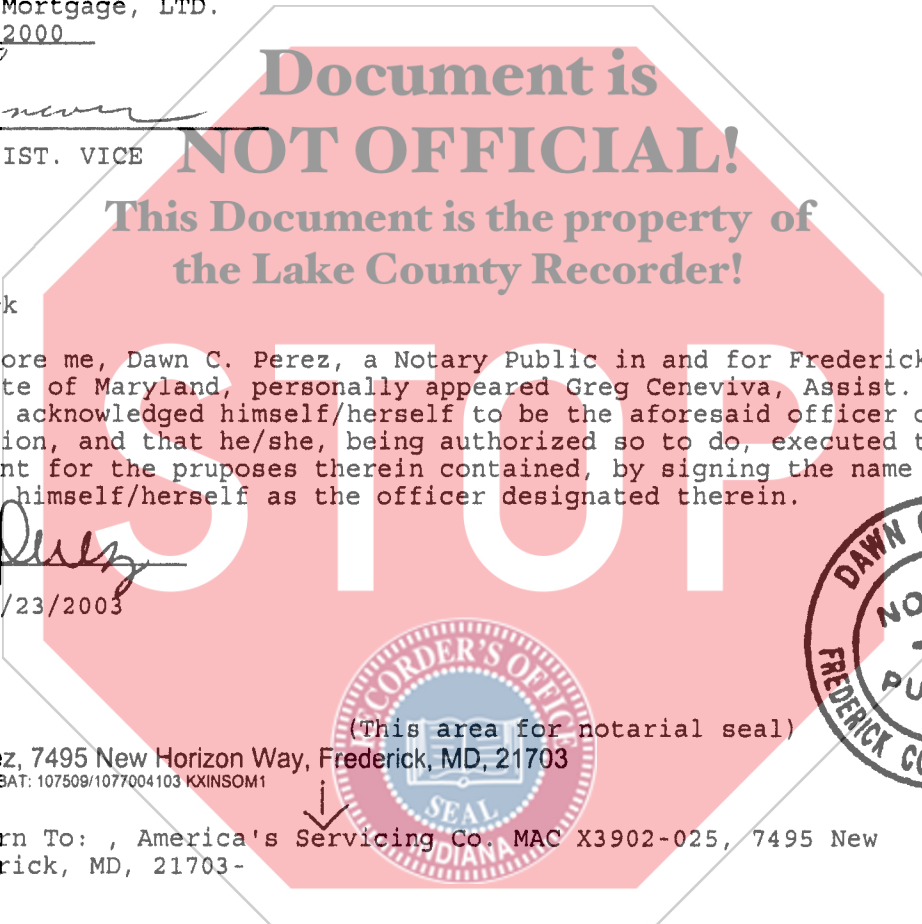 Mortgage, LTD.
2000
Document is
NOT OFFICIAL!
IST. VICE
This Document is the property of
the Lake County Recorder!
k
ore me, Dawn C. Perez, a Notary Public in and for Frederick
te of Maryland, personally appeared Greg Ceneviva, Assist.
acknowledged himself/herself to be the aforesaid officer o
ion, and that he/she, being authorized so to do, executed t
nt for the pruposes therein contained, by signing the name
himself/herself as the officer designated therein.
STOP
Perez
/23/2003
DAWN
NO
PU
FREDERICK CO
RECORDER'S OFFICE
SEAL
INDIANA
(This area for notarial seal)
ez, 7495 New Horizon Way, Frederick, MD, 21703
BAT: 107509/1077004103 KXINSOM1
rn To: , America's Servicing Co. MAC X3902-025, 7495 New
rick, MD, 21703-